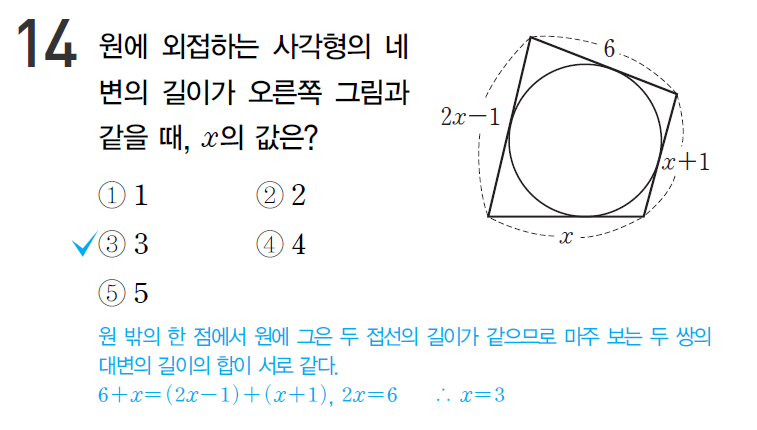 14
원에 외접하는 사각형의 네
변의 길이가 오른쪽 그림과
같을 때, x의 값은?
① 1 ② 2
③ 3 ④ 4
⑤ 5
6
2x-1
x+1
x
원 밖의 한 점에서 원에 그은 두 접선의 길이가 같으므로 마주 보는 두 쌍의
대변의 길이의 합이 서로 같다.
6+x=(2x-1)+(x+1), 2x=6 ∴ x=3